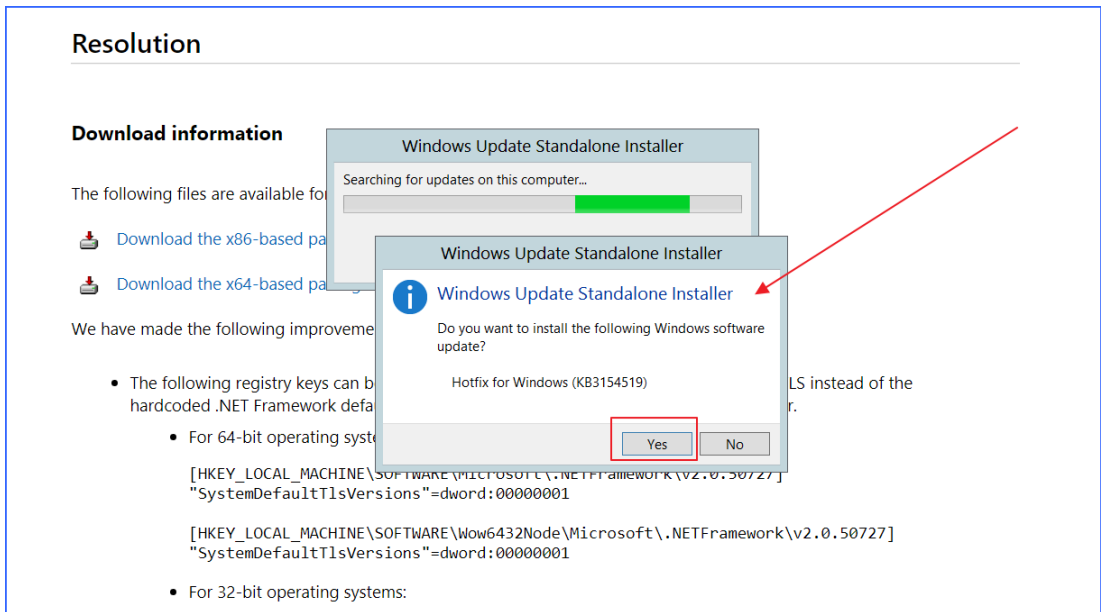 Resolution
Download information
Windows Update Standalone Installer
Searching for updates on this computer...
The following files are available for
Download the x86-based pa
Windows Update Standalone Installer
Download the x64-based
Windows Update Standalone Installer
Do you want to install the following Windows software
update?
We have made the following improveme
Hotfix for Windows (KB3154519)
The following registry keys can b LS instead of the
hardcoded .NET Framework defa r.
For 64-bit operating syste
Yes No
[HKEY_LOCAL_MACHINE\SOFTWARE\Microsoft\.NETFramework\v2.0.50727]
"SystemDefaultTlsVersions"=dword:00000001
[HKEY_LOCAL_MACHINE\SOFTWARE\Wow6432Node\Microsoft\.NETFramework\v2.0.50727]
"SystemDefaultTlsVersions"=dword:00000001
For 32-bit operating systems: